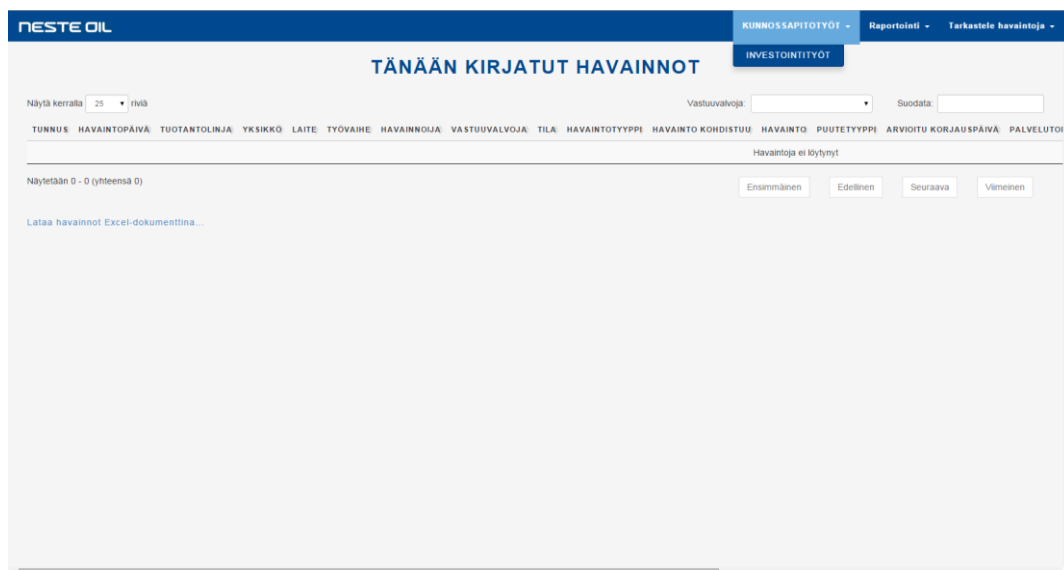 NESTE OIL KUNNOSSAPITOTYÖT Raportointi Tarkastele havaintoja
INVESTOINTITYÖT
TÄNÄÄN KIRJATUT HAVAINNOT
Näytä kerralla 25 riviä Vastuuvalvoja: Suodata:
TUNNUS HAVAINTOPÄIVÄ TUOTANTOLINJA YKSIKKÖ LAITE TYÖVAIHE HAVAINNOIJA VASTUUVALVOJA TILA HAVAINTOTYYPPI HAVAINTO KOHDISTUU HAVAINTO PUUTETYYPPI ARVIOITU KORJAUSPÄIVÄ PALVELUTOI
Havaintoja ei löytynyt
Näytetään 0 - 0 (yhteensä 0) Ensimmäinen Edellinen Seuraava Viimeinen
Lataa havainnot Excel-dokumenttina...